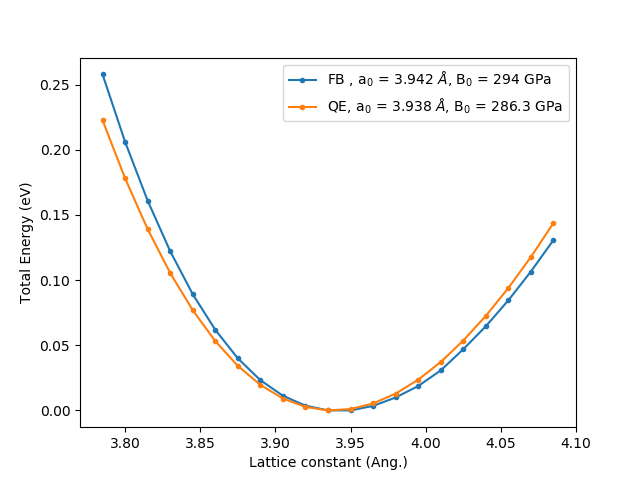 FB , a₀ = 3.942 Å, B₀ = 294 GPa
QE, a₀ = 3.938 Å, B₀ = 286.3 GPa
Total Energy (eV)
0.25
0.20
0.15
0.10
0.05
0.00
3.80 3.85 3.90 3.95 4.00 4.05 4.10
Lattice constant (Ang.)